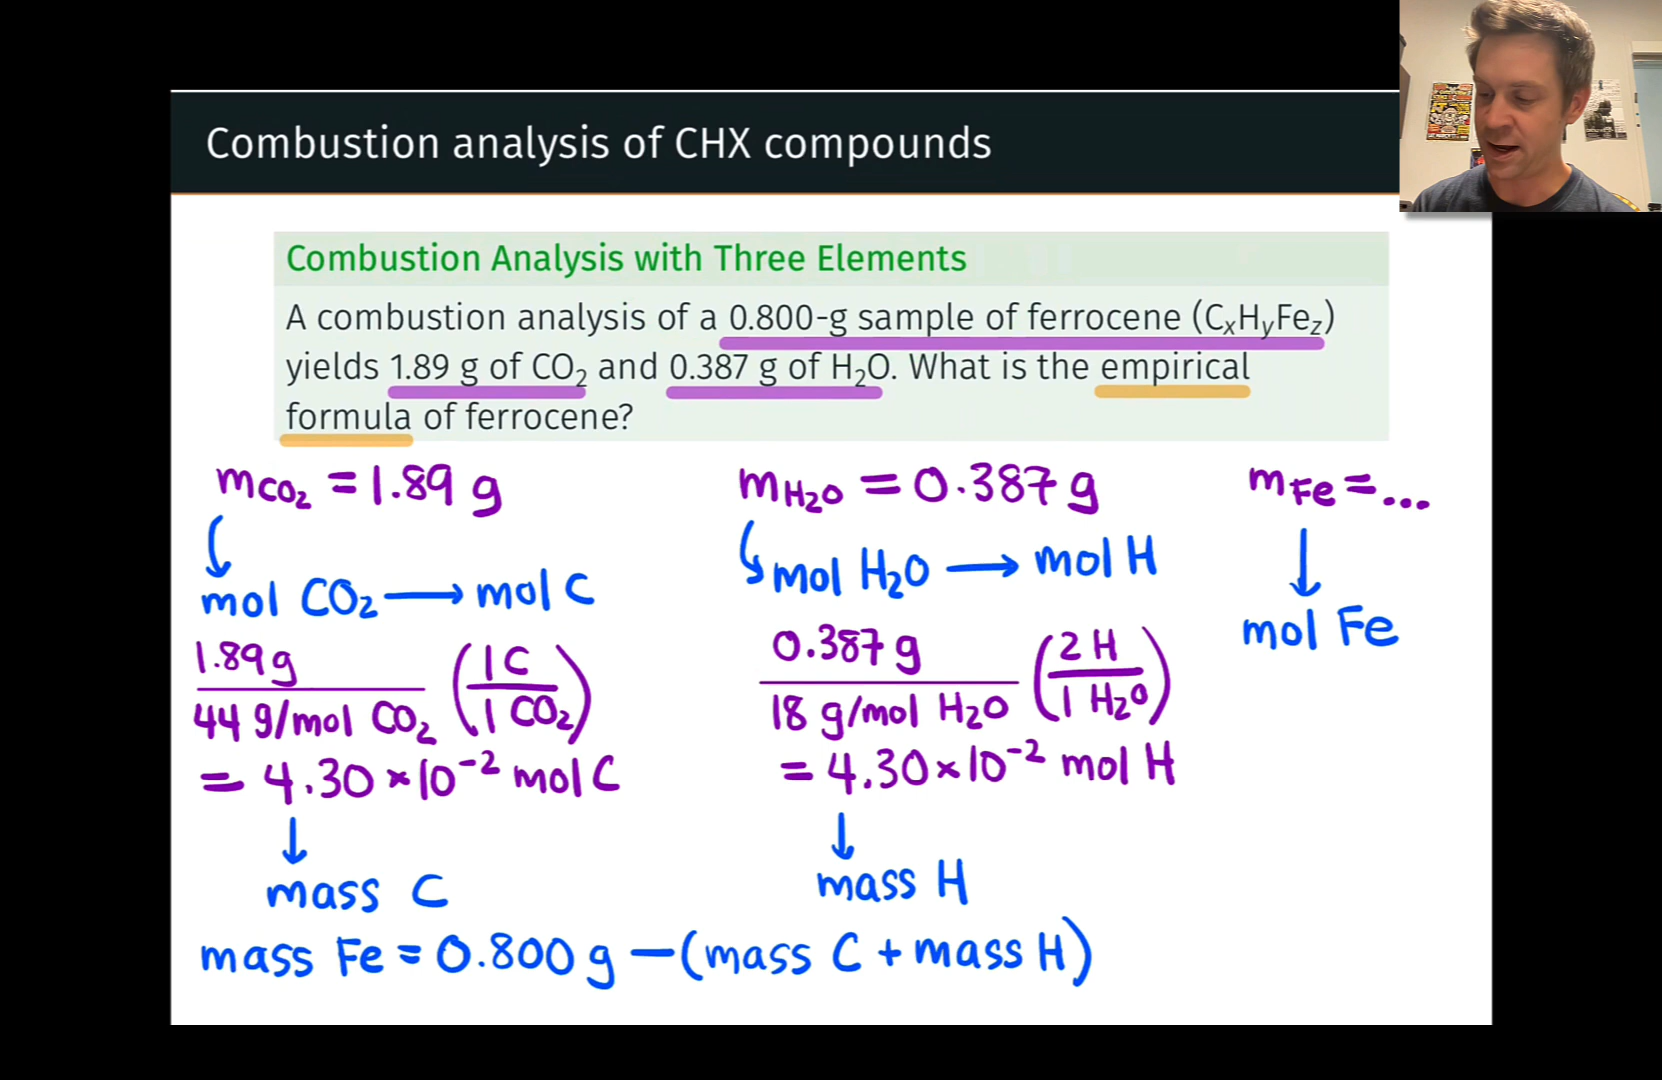 Combustion analysis of CHX compounds
Combustion Analysis with Three Elements
A combustion analysis of a 0.800-g sample of ferrocene (CₓHᵧFe_z)
yields 1.89 g of CO₂ and 0.387 g of H₂O. What is the empirical
formula of ferrocene?
mCO₂ = 1.89 g
mol CO₂ → mol C
1.89 g
44 g/mol CO₂ (1 C / 1 CO₂)
= 4.30×10⁻² mol C
↓
mass C
mH₂O = 0.387 g
mol H₂O → mol H
0.387 g
18 g/mol H₂O (2 H / 1 H₂O)
= 4.30×10⁻² mol H
↓
mass H
mFe = ...
↓
mol Fe
mass Fe = 0.800 g − (mass C + mass H)